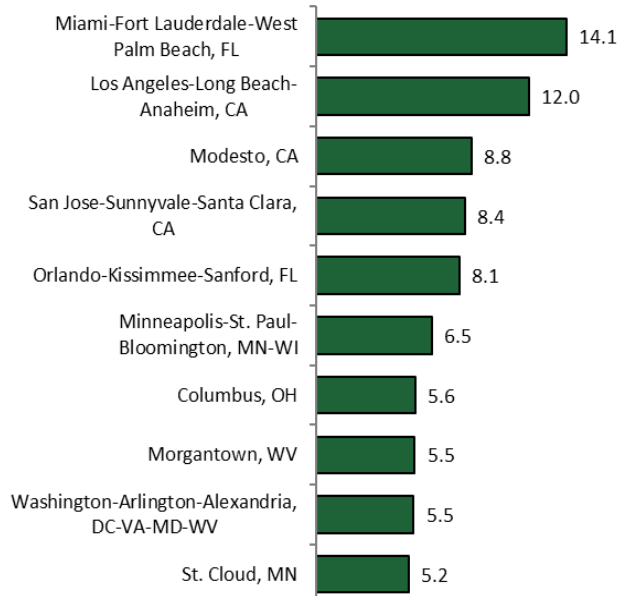 Miami-Fort Lauderdale-West
Palm Beach, FL
14.1
Los Angeles-Long Beach-
Anaheim, CA
12.0
Modesto, CA
8.8
San Jose-Sunnyvale-Santa Clara,
CA
8.4
Orlando-Kissimmee-Sanford, FL
8.1
Minneapolis-St. Paul-
Bloomington, MN-WI
6.5
Columbus, OH
5.6
Morgantown, WV
5.5
Washington-Arlington-Alexandria,
DC-VA-MD-WV
5.5
St. Cloud, MN
5.2